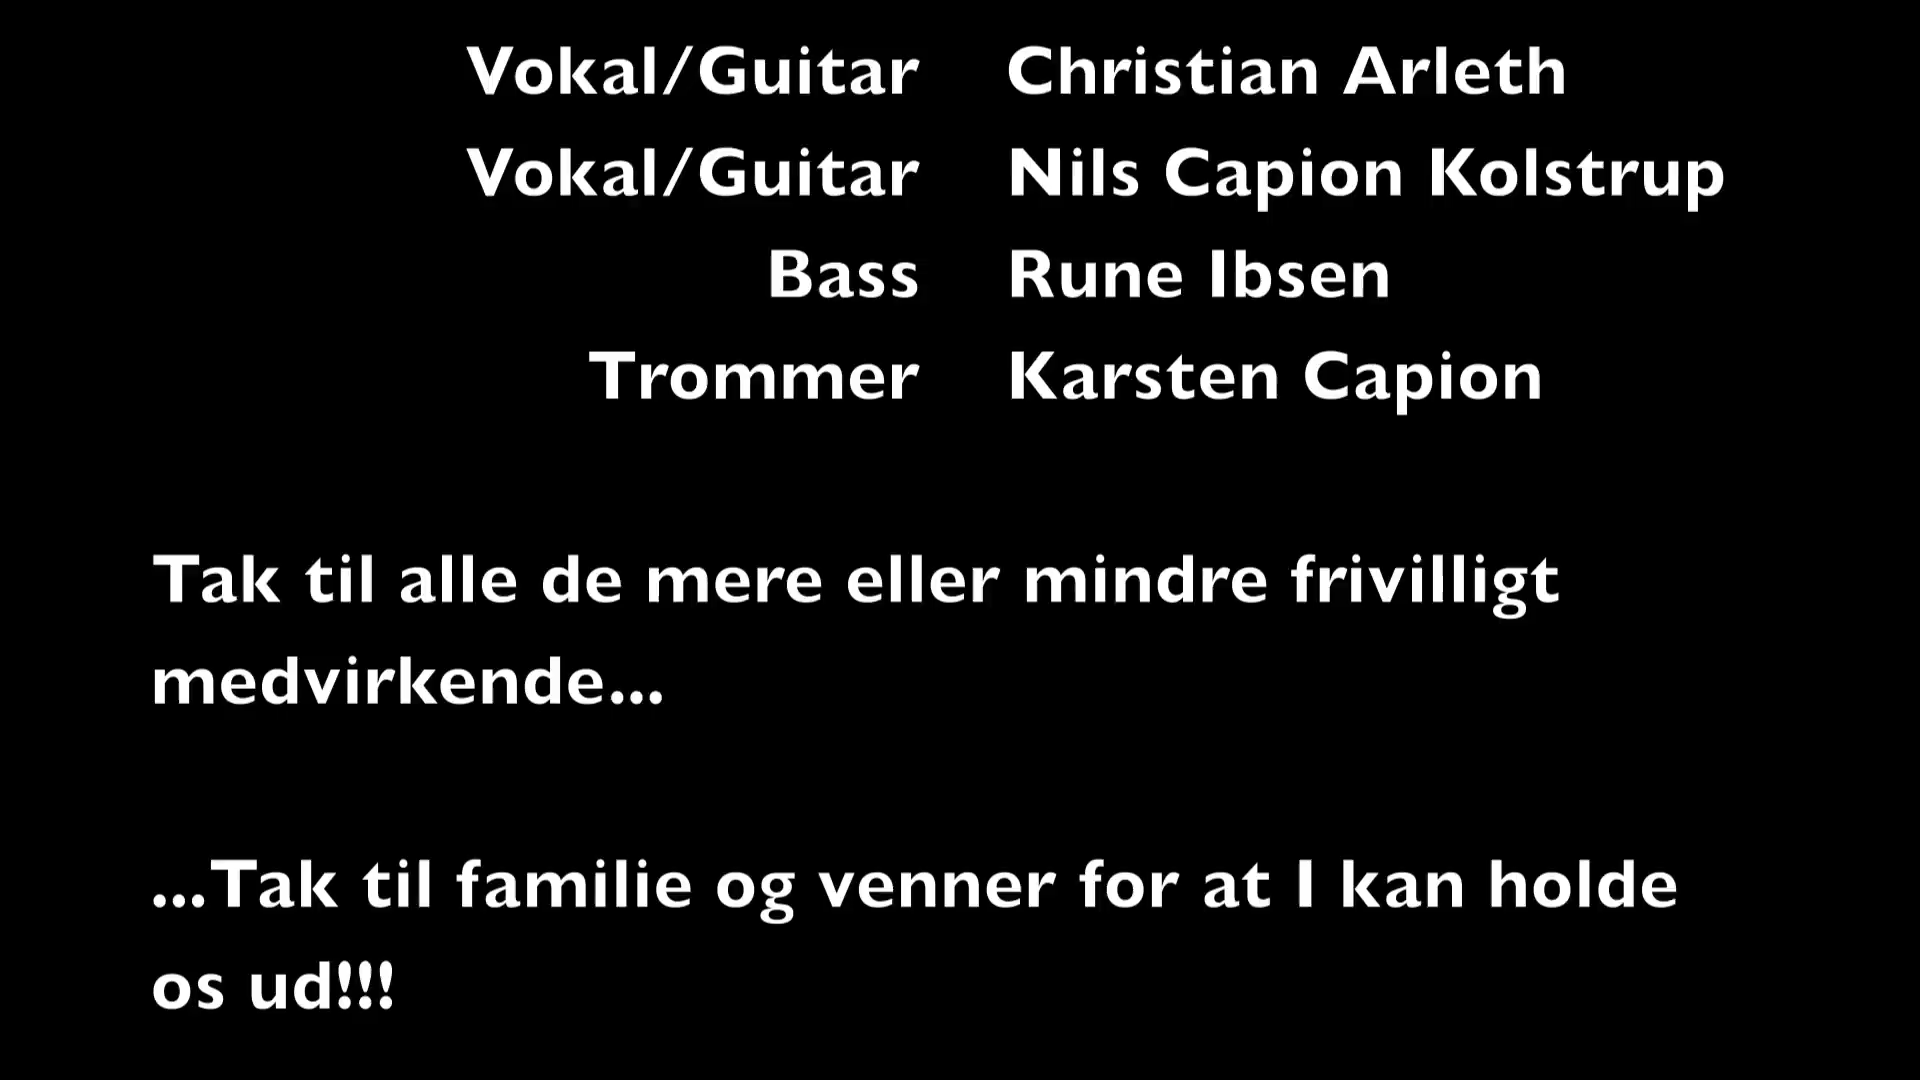 Vokal/Guitar Christian Arleth
Vokal/Guitar Nils Capion Kolstrup
Bass Rune Ibsen
Trommer Karsten Capion
Tak til alle de mere eller mindre frivilligt
medvirkende...
...Tak til familie og venner for at I kan holde
os ud!!!